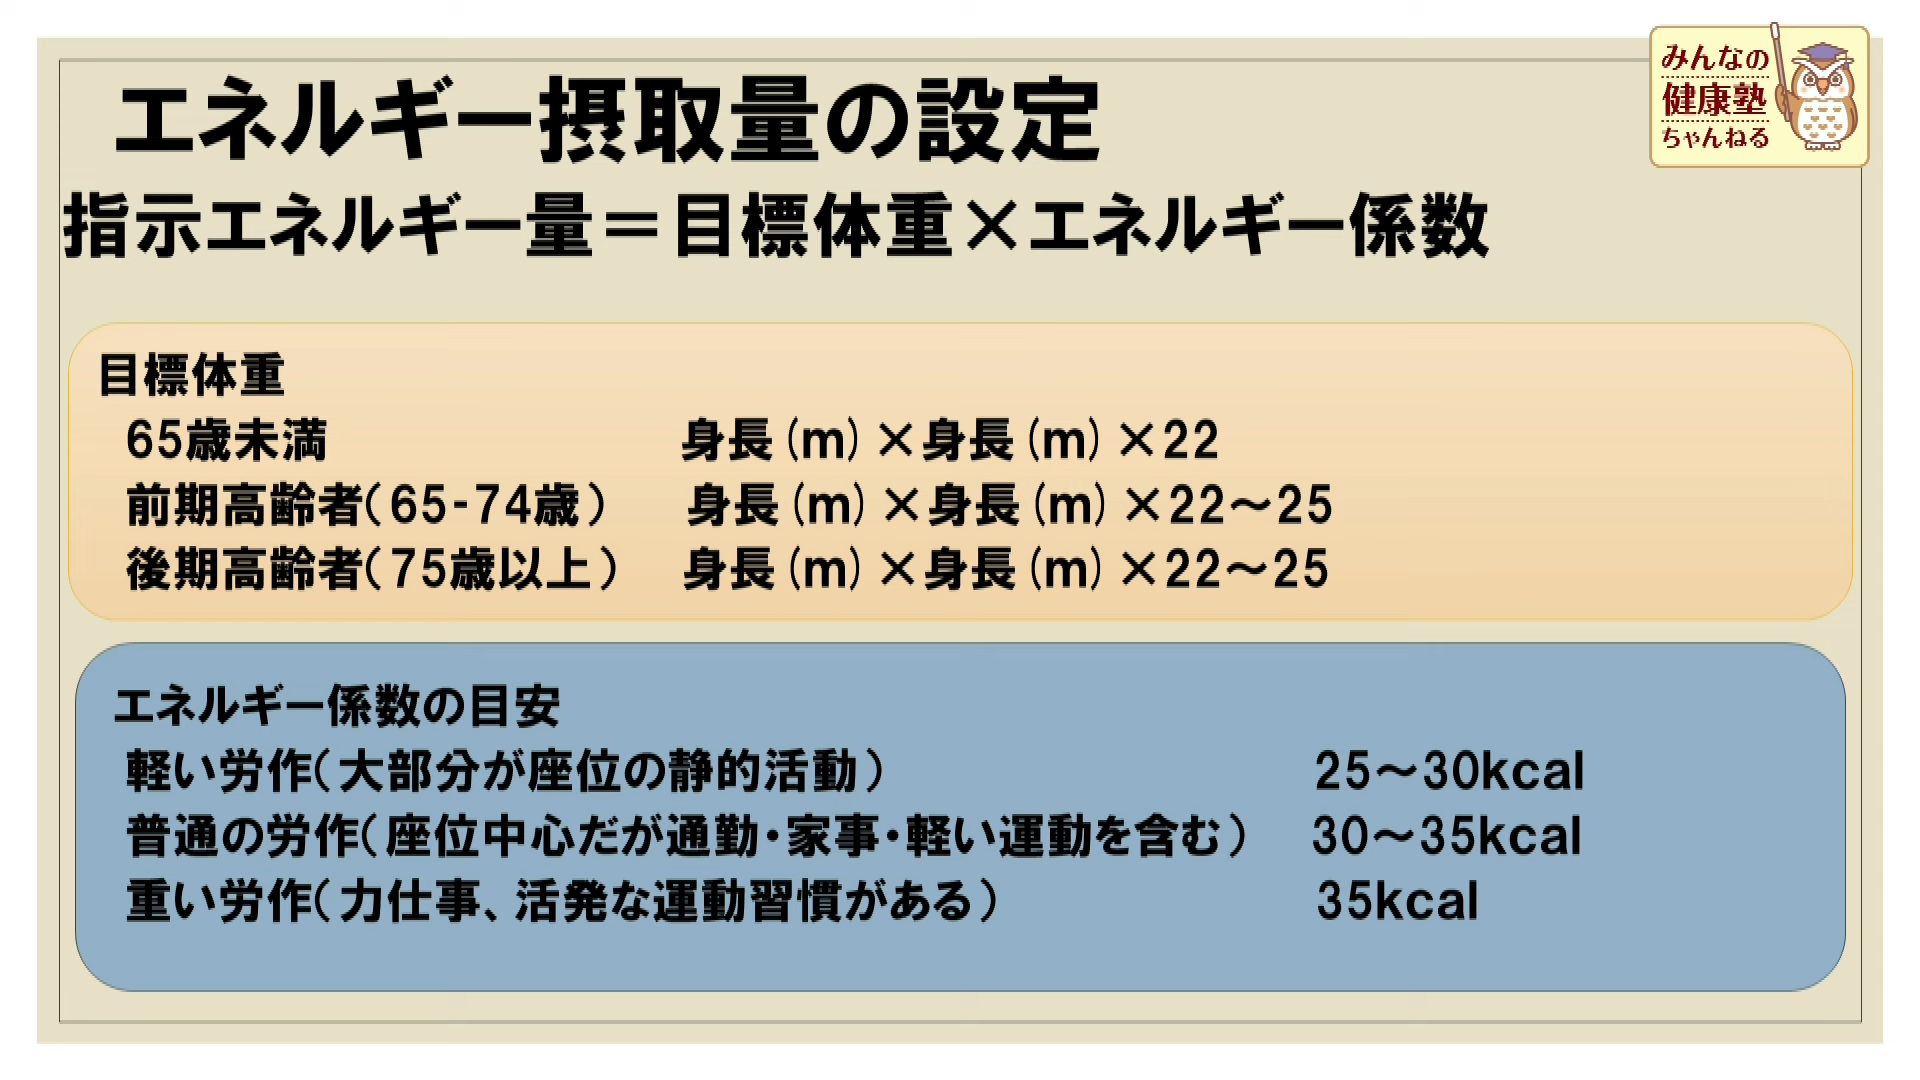 エネルギー摂取量の設定
指示エネルギー量＝目標体重×エネルギー係数
みんなの
健康塾
ちゃんねる
目標体重
65歳未満 身長(m)×身長(m)×22
前期高齢者(65-74歳) 身長(m)×身長(m)×22〜25
後期高齢者(75歳以上) 身長(m)×身長(m)×22〜25
エネルギー係数の目安
軽い労作(大部分が座位の静的活動) 25〜30kcal
普通の労作(座位中心だが通勤・家事・軽い運動を含む) 30〜35kcal
重い労作(力仕事、活発な運動習慣がある) 35kcal